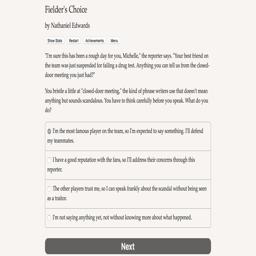 Fielder's Choice
by Nathaniel Edwards
Show Stats Restart Achievements Menu
"I'm sure this has been a rough day for you, Michelle," the reporter says. "Your best friend on
the team was just suspended for failing a drug test. Anything you can tell us from the closed-
door meeting you just had?"
You bristle a little at "closed-door meeting," the kind of phrase writers use that doesn't mean
anything but sounds scandalous. You have to think carefully before you speak. What do you
do?
I'm the most famous player on the team, so I'm expected to say something. I'll defend
my teammates.
I have a good reputation with the fans, so I'll address their concerns through this
reporter.
The other players trust me, so I can speak frankly about the scandal without being seen
as a traitor.
I'm not saying anything yet, not without knowing more about what happened.
Next